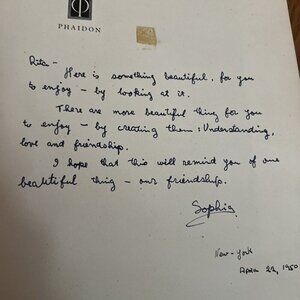 PHAIDON
Rita -
Here is something beautiful, for you
to enjoy - by looking at it.
There are more beautiful thing for you
to enjoy - by creating them: Understanding,
love and friendship.
I hope that this will remind you of one
beautiful thing - our friendship.
Sophia
New-York
April 22, 1950